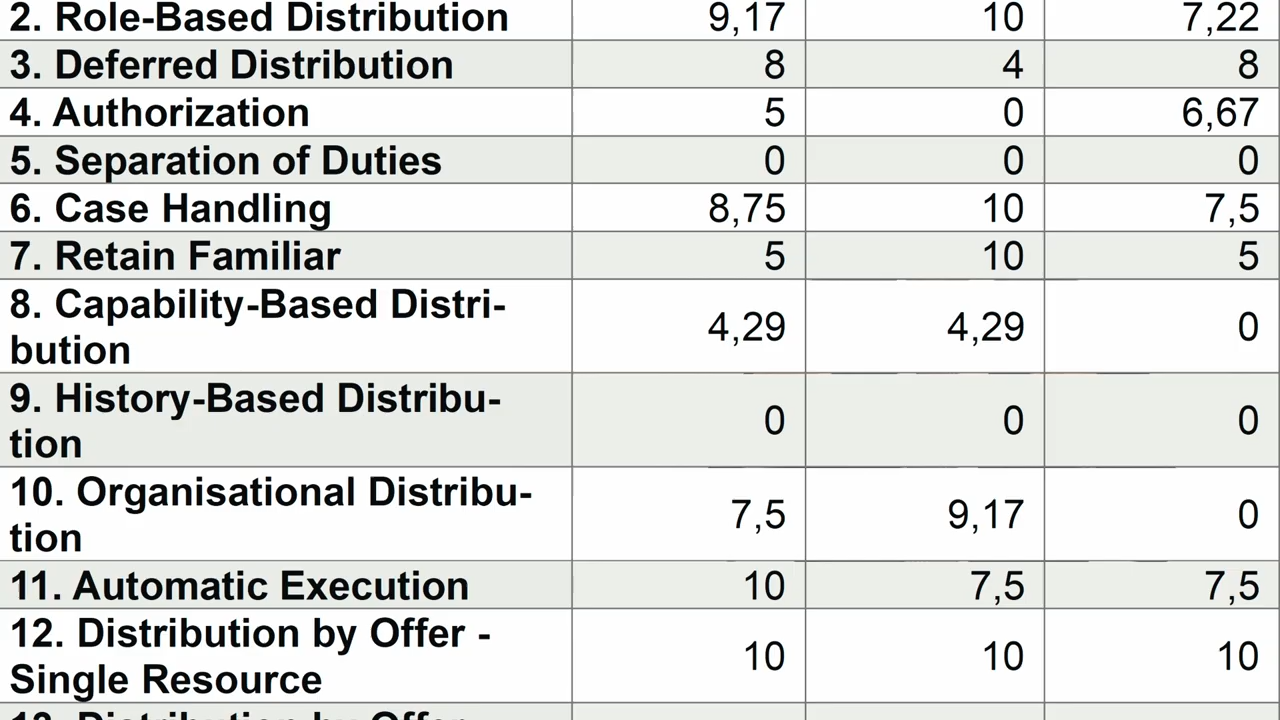 2. Role-Based Distribution 9,17 10 7,22
3. Deferred Distribution 8 4 8
4. Authorization 5 0 6,67
5. Separation of Duties 0 0 0
6. Case Handling 8,75 10 7,5
7. Retain Familiar 5 10 5
8. Capability-Based Distri-
bution 4,29 4,29 0
9. History-Based Distribu-
tion 0 0 0
10. Organisational Distribu-
tion 7,5 9,17 0
11. Automatic Execution 10 7,5 7,5
12. Distribution by Offer -
Single Resource 10 10 10